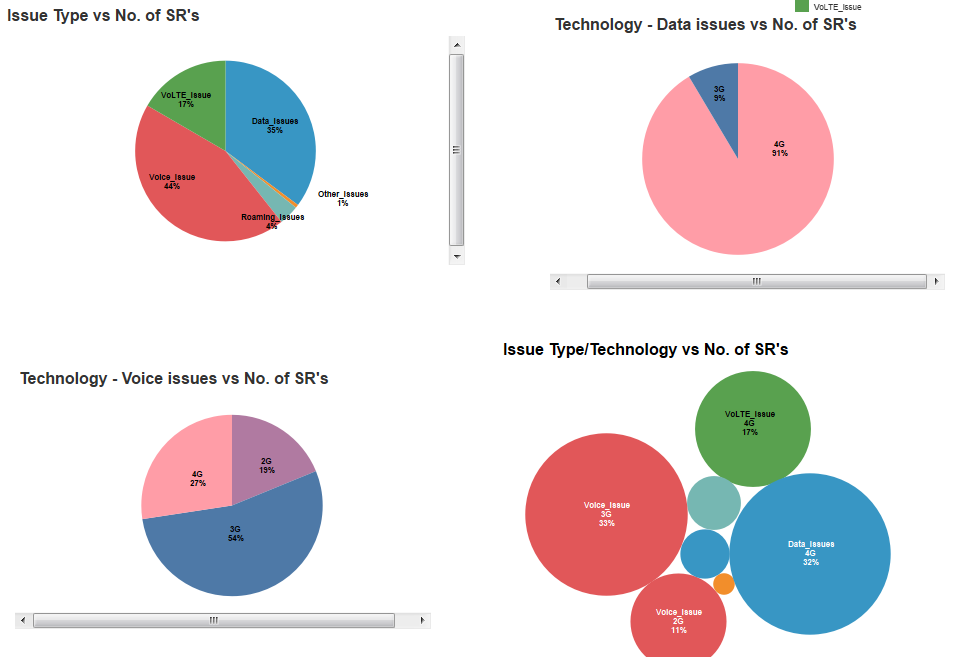 Issue Type vs No. of SR's
VoLTE_Issue
17%
Data_Issues
35%
Voice_Issue
44%
Other_Issues
1%
Roaming_Issues
4%
VoLTE_Issue
Technology - Data issues vs No. of SR's
3G
9%
4G
91%
Technology - Voice issues vs No. of SR's
2G
19%
4G
27%
3G
54%
Issue Type/Technology vs No. of SR's
VoLTE_Issue
4G
17%
Voice_Issue
3G
33%
Data_Issues
4G
32%
Voice_Issue
2G
11%